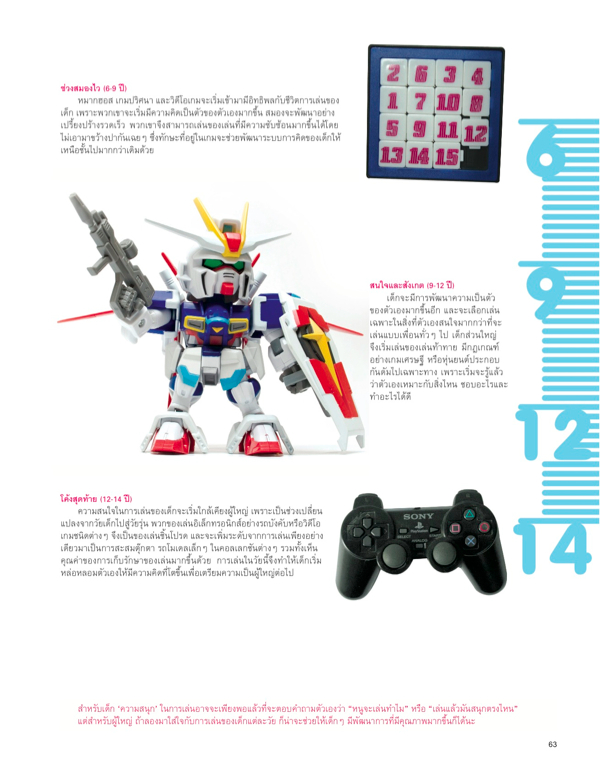 ช่วงสมองไว (6-9 ปี)
หมากฮอส เกมปริศนา และวิดีโอเกมจะเริ่มเข้ามามีอิทธิพลกับชีวิตการเล่นของ
เด็ก เพราะพวกเขาจะเริ่มมีความคิดเป็นตัวของตัวเองมากขึ้น สมองจะพัฒนาอย่าง
เปรี้ยงปร้างรวดเร็ว พวกเขาจึงสามารถเล่นของเล่นที่มีความซับซ้อนมากขึ้นได้โดย
ไม่เอามาขว้างปากันเฉยๆ ซึ่งทักษะที่อยู่ในเกมจะช่วยพัฒนาระบบการคิดของเด็กให้
เหนือชั้นไปมากกว่าเดิมด้วย
2 6 3 4
1 7 10 8
5 9 11 12
13 14 15
6
9
12
14
สนใจและสังเกต (9-12 ปี)
เด็กจะมีการพัฒนาความเป็นตัว
ของตัวเองมากขึ้นอีก และจะเลือกเล่น
เฉพาะในสิ่งที่ตัวเองสนใจมากกว่าที่จะ
เล่นแบบเพื่อนทั่วๆ ไป เด็กส่วนใหญ่
จึงเริ่มเล่นของเล่นท้าทาย มีกฎเกณฑ์
อย่างเกมเศรษฐี หรือหุ่นยนต์ประกอบ
กันดัมไปเฉพาะทาง เพราะเริ่มจะรู้แล้ว
ว่าตัวเองเหมาะกับสิ่งไหน ชอบอะไรและ
ทำอะไรได้ดี
โค้งสุดท้าย (12-14 ปี)
ความสนใจในการเล่นของเด็กจะเริ่มใกล้เคียงผู้ใหญ่ เพราะเป็นช่วงเปลี่ยน
แปลงจากวัยเด็กไปสู่วัยรุ่น พวกของเล่นอิเล็กทรอนิกส์อย่างรถบังคับหรือวิดีโอ
เกมชนิดต่างๆ จึงเป็นของเล่นชิ้นโปรด และจะเพิ่มระดับจากการเล่นเพียงอย่าง
เดียวมาเป็นการสะสมตุ๊กตา รถโมเดลเล็กๆ ในคอลเลกชันต่างๆ รวมทั้งเห็น
คุณค่าของการเก็บรักษาของเล่นมากขึ้นด้วย การเล่นในวัยนี้จึงทำให้เด็กเริ่ม
หล่อหลอมตัวเองให้มีความคิดที่โตขึ้นเพื่อเตรียมความเป็นผู้ใหญ่ต่อไป
SONY
PlayStation
SELECT
START
ANALOG
สำหรับเด็ก 'ความสนุก' ในการเล่นอาจจะเพียงพอแล้วที่จะตอบคำถามตัวเองว่า "หนูจะเล่นทำไม" หรือ "เล่นแล้วมันสนุกตรงไหน"
แต่สำหรับผู้ใหญ่ ถ้าลองมาใส่ใจกับการเล่นของเด็กแต่ละวัย ก็น่าจะช่วยให้เด็กๆ มีพัฒนาการที่มีคุณภาพมากขึ้นก็ได้นะ
63